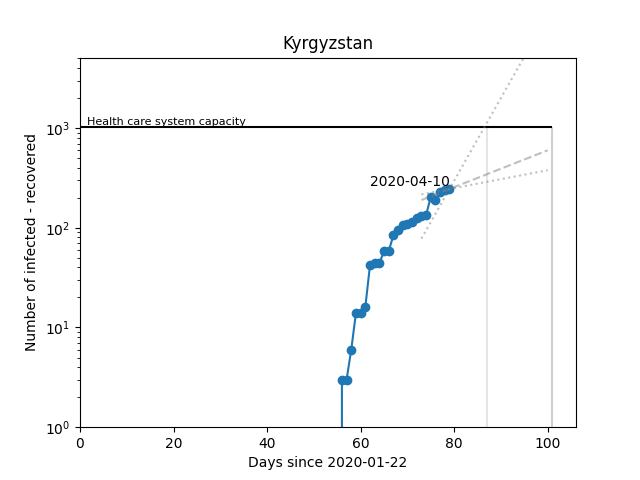 Kyrgyzstan
Number of infected - recovered
10³
10²
10¹
10⁰
Health care system capacity
2020-04-10
0 20 40 60 80 100
Days since 2020-01-22